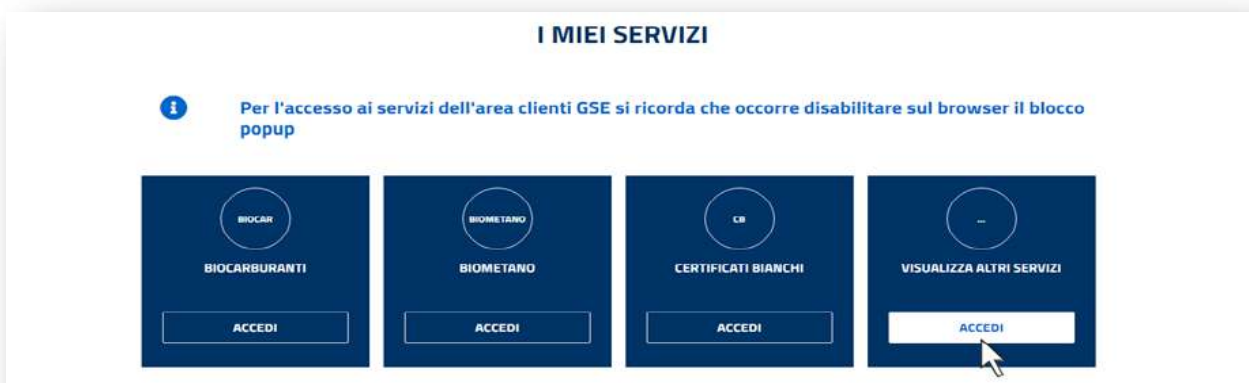 I MIEI SERVIZI
Per l'accesso ai servizi dell'area clienti GSE si ricorda che occorre disabilitare sul browser il blocco
popup
BIOCAR
BIOCARBURANTI
ACCEDI
BIOMETANO
BIOMETANO
ACCEDI
CB
CERTIFICATI BIANCHI
ACCEDI
...
VISUALIZZA ALTRI SERVIZI
ACCEDI